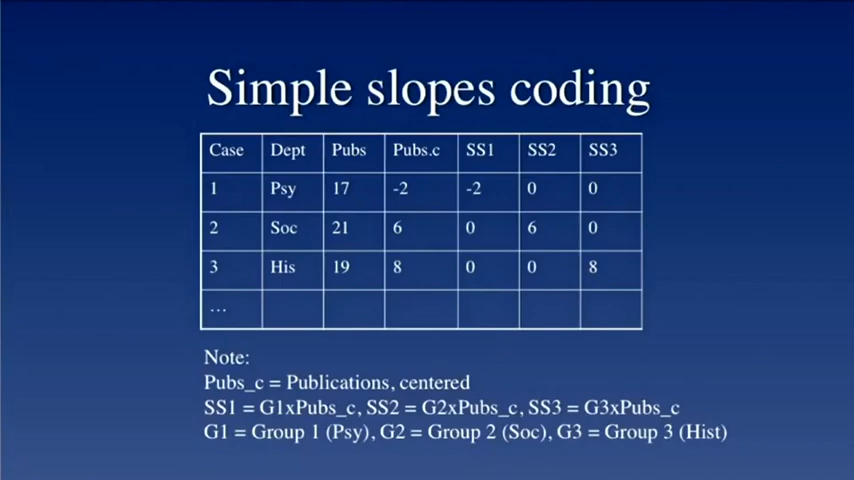 Simple slopes coding
Case Dept Pubs Pubs.c SS1 SS2 SS3
1 Psy 17 -2 -2 0 0
2 Soc 21 6 0 6 0
3 His 19 8 0 0 8
...
Note:
Pubs_c = Publications, centered
SS1 = G1xPubs_c, SS2 = G2xPubs_c, SS3 = G3xPubs_c
G1 = Group 1 (Psy), G2 = Group 2 (Soc), G3 = Group 3 (Hist)